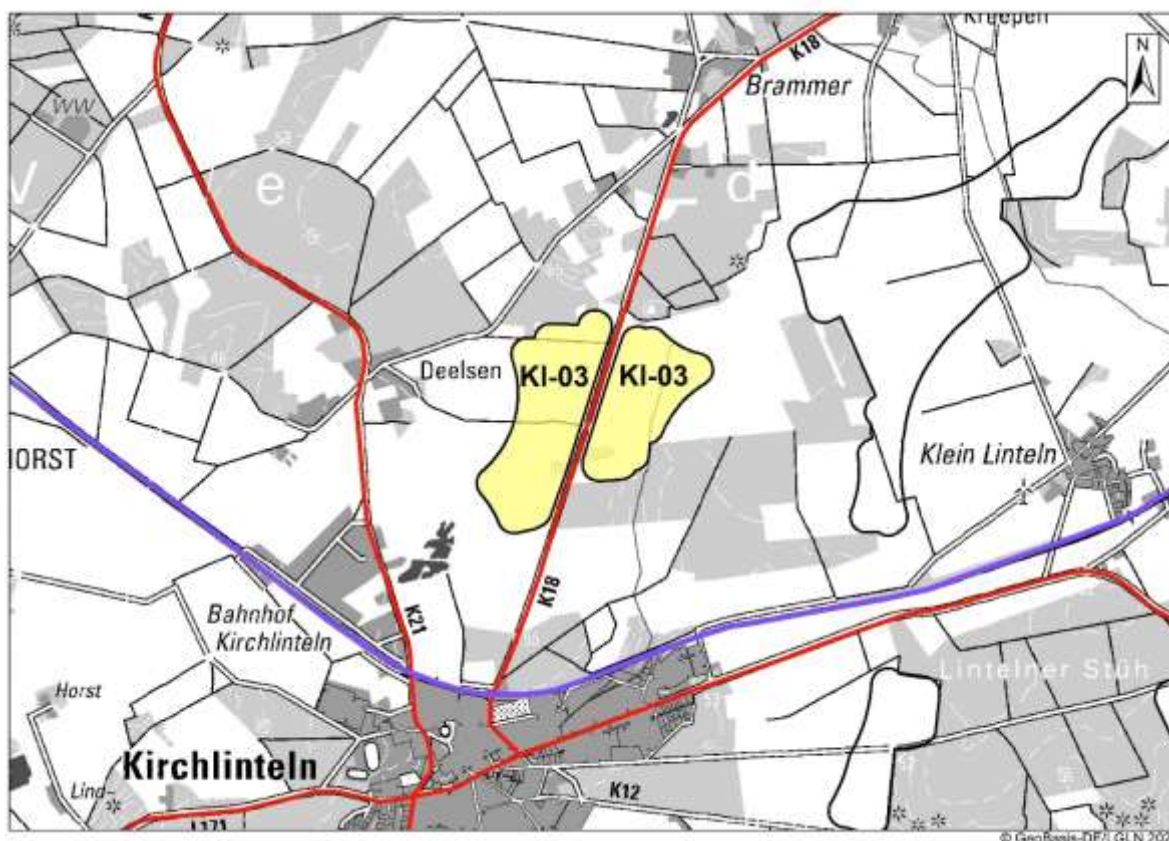 Kreepen
K18
N
Brammer
WW
V
e
d
Deelsen
KI-03
KI-03
HORST
Klein Linteln
K18
K21
Bahnhof
Kirchlinteln
Lintelner Stüh
Horst
Kirchlinteln
Lind-
K12
L171
© GeoBasis-DE/LGLN 202